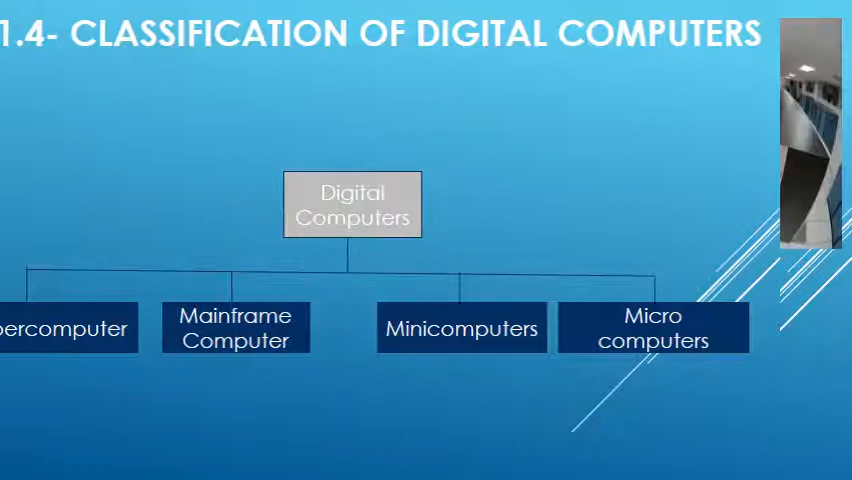 1.4- CLASSIFICATION OF DIGITAL COMPUTERS
Digital
Computers
percomputer
Mainframe
Computer
Minicomputers
Micro
computers